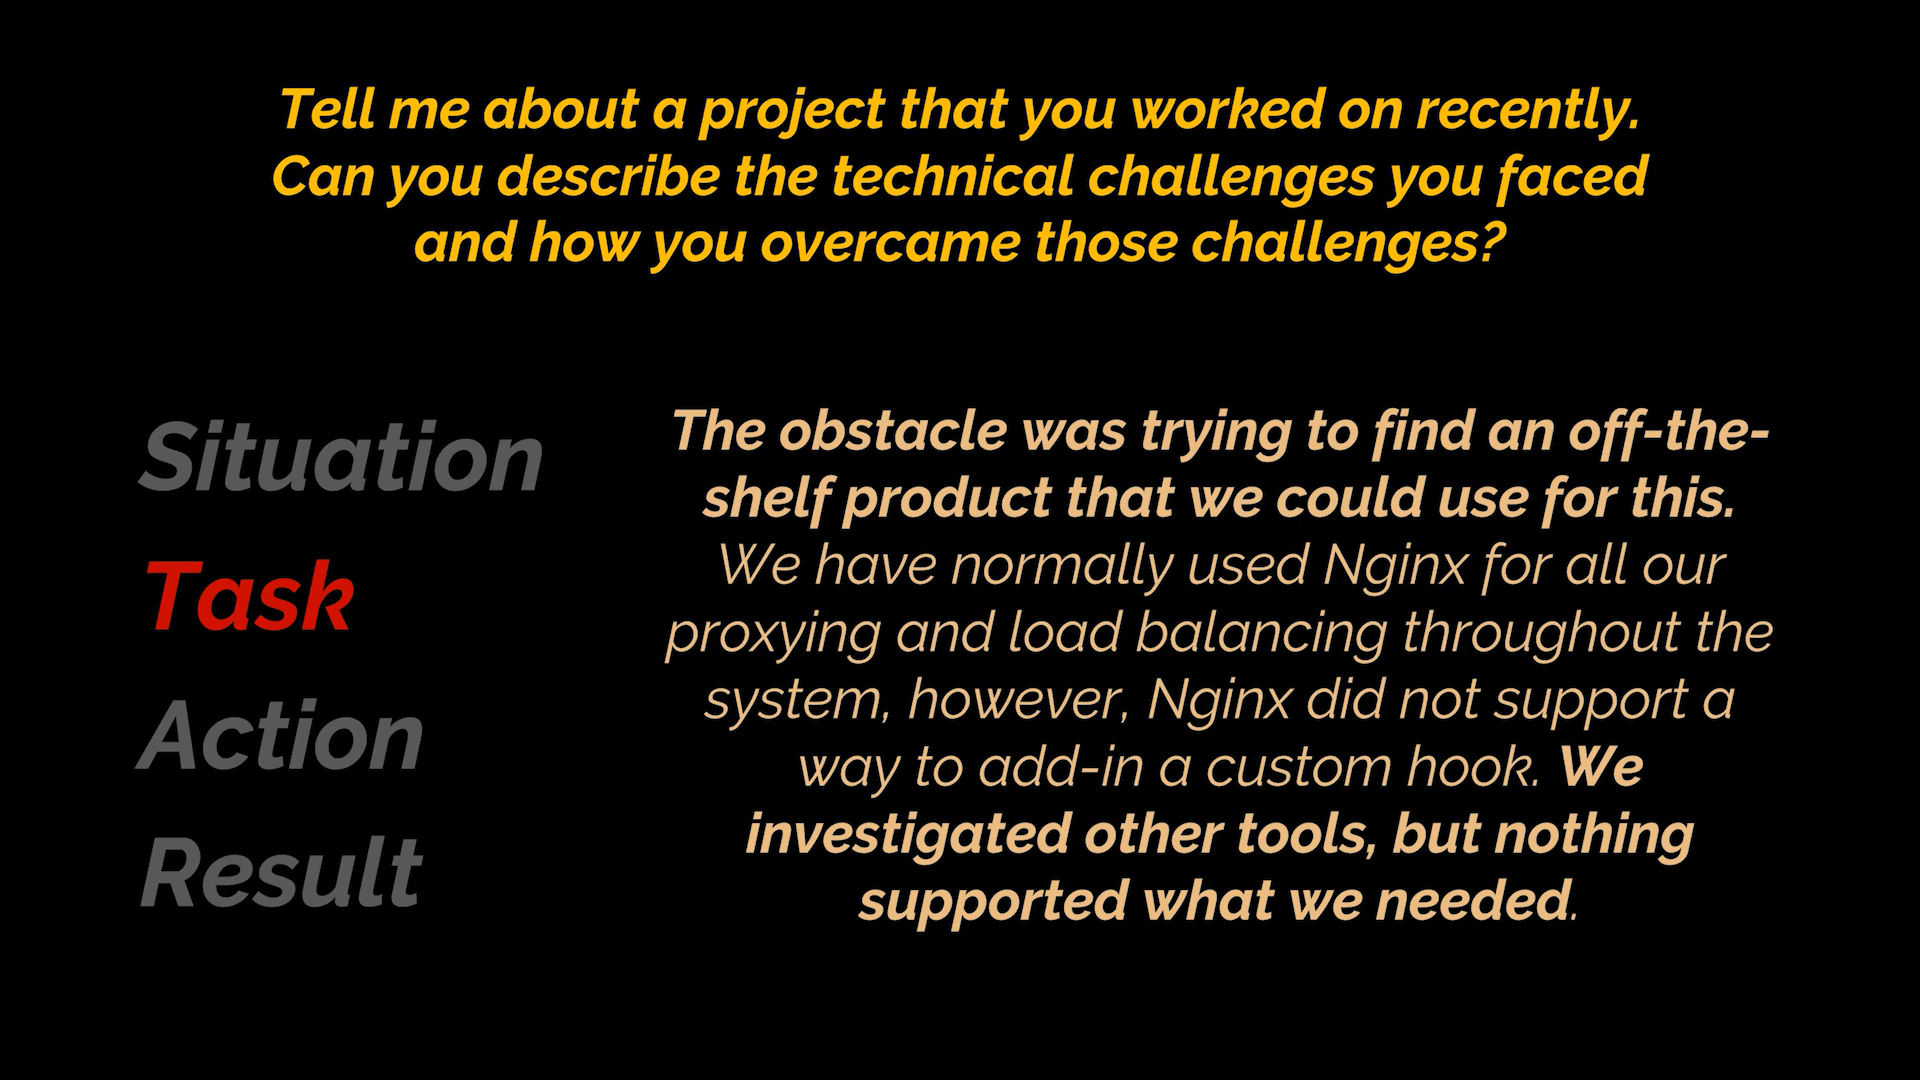 Tell me about a project that you worked on recently.
Can you describe the technical challenges you faced
and how you overcame those challenges?
Situation
Task
Action
Result
The obstacle was trying to find an off-the-
shelf product that we could use for this.
We have normally used Nginx for all our
proxying and load balancing throughout the
system, however, Nginx did not support a
way to add-in a custom hook. We
investigated other tools, but nothing
supported what we needed.